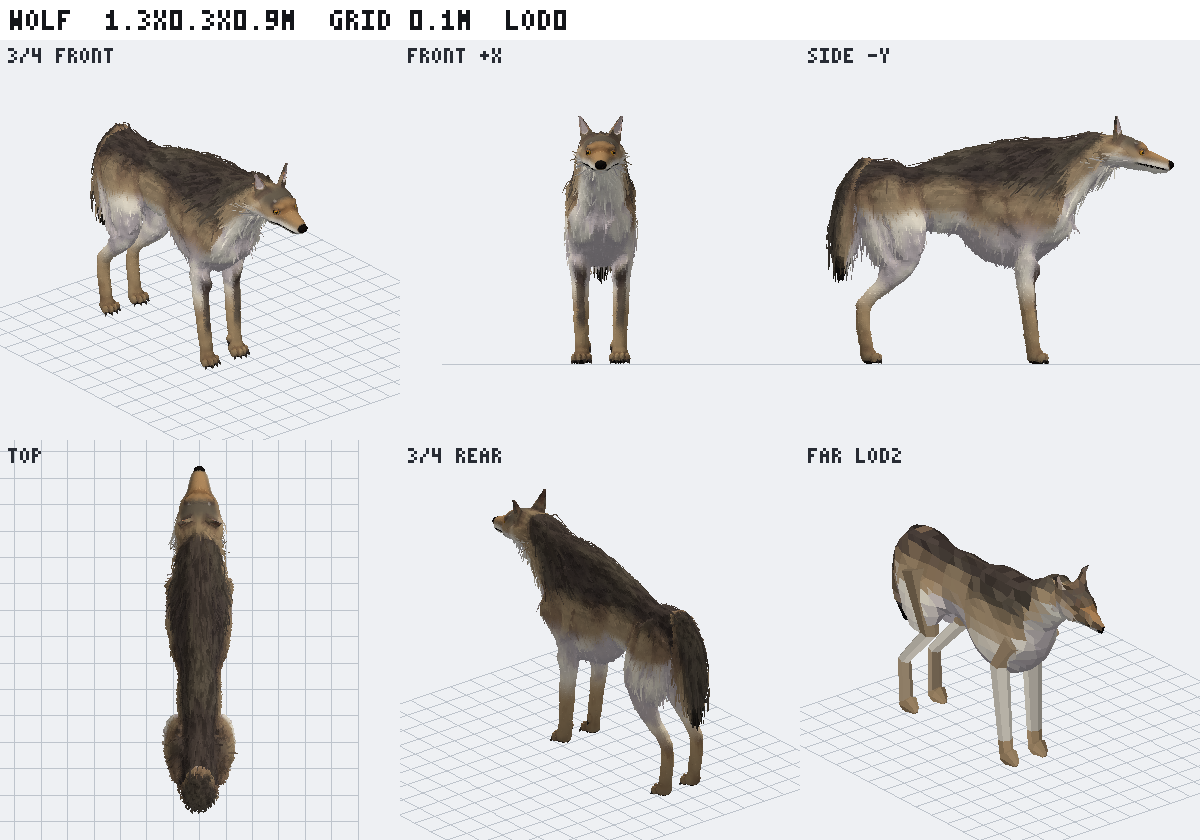 WOLF 1.3X0.3X0.9M GRID 0.1M LOD0
3/4 FRONT
FRONT +X
SIDE -Y
TOP
3/4 REAR
FAR LOD2